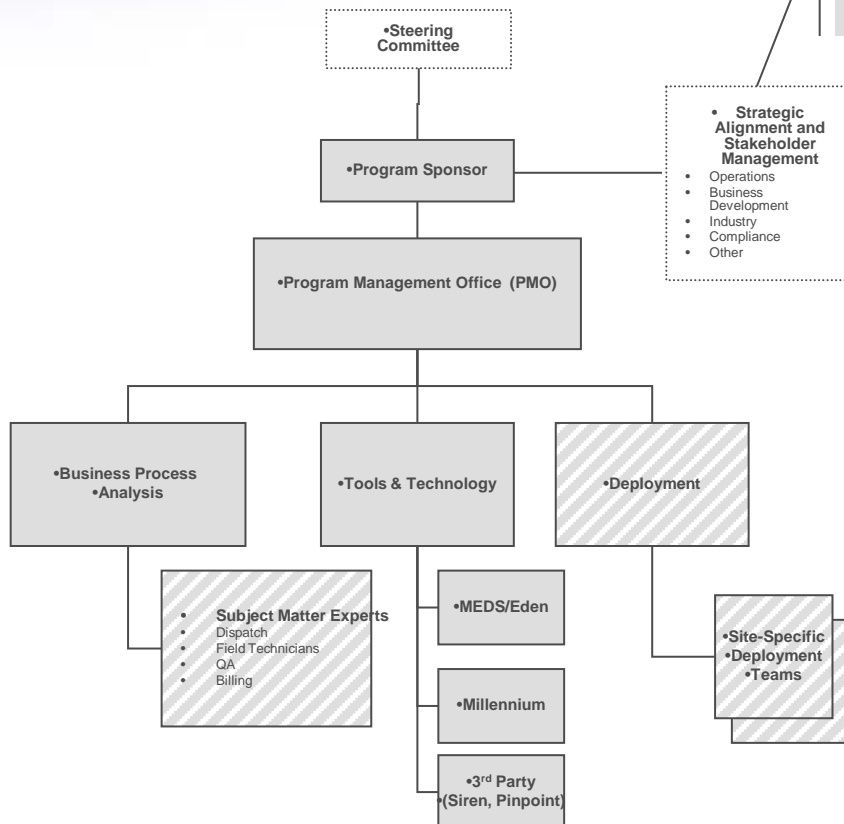 •Steering
Committee
•Program Sponsor
• Strategic
Alignment and
Stakeholder
Management
• Operations
• Business
Development
• Industry
• Compliance
• Other
•Program Management Office (PMO)
•Business Process
•Analysis
•Tools & Technology
•Deployment
• Subject Matter Experts
• Dispatch
• Field Technicians
• QA
• Billing
•MEDS/Eden
•Millennium
•3rd Party
•(Siren, Pinpoint)
•Site-Specific
•Deployment
•Teams